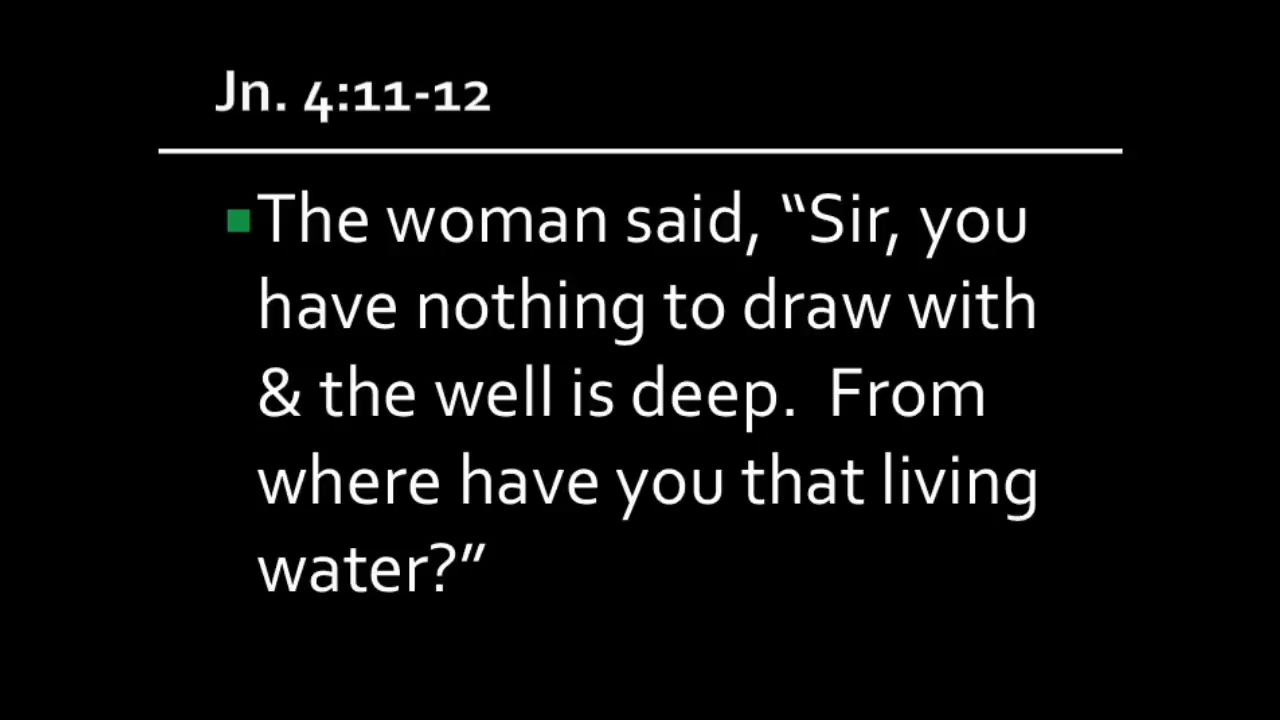 Jn. 4:11-12
The woman said, “Sir, you
have nothing to draw with
& the well is deep.  From
where have you that living
water?”